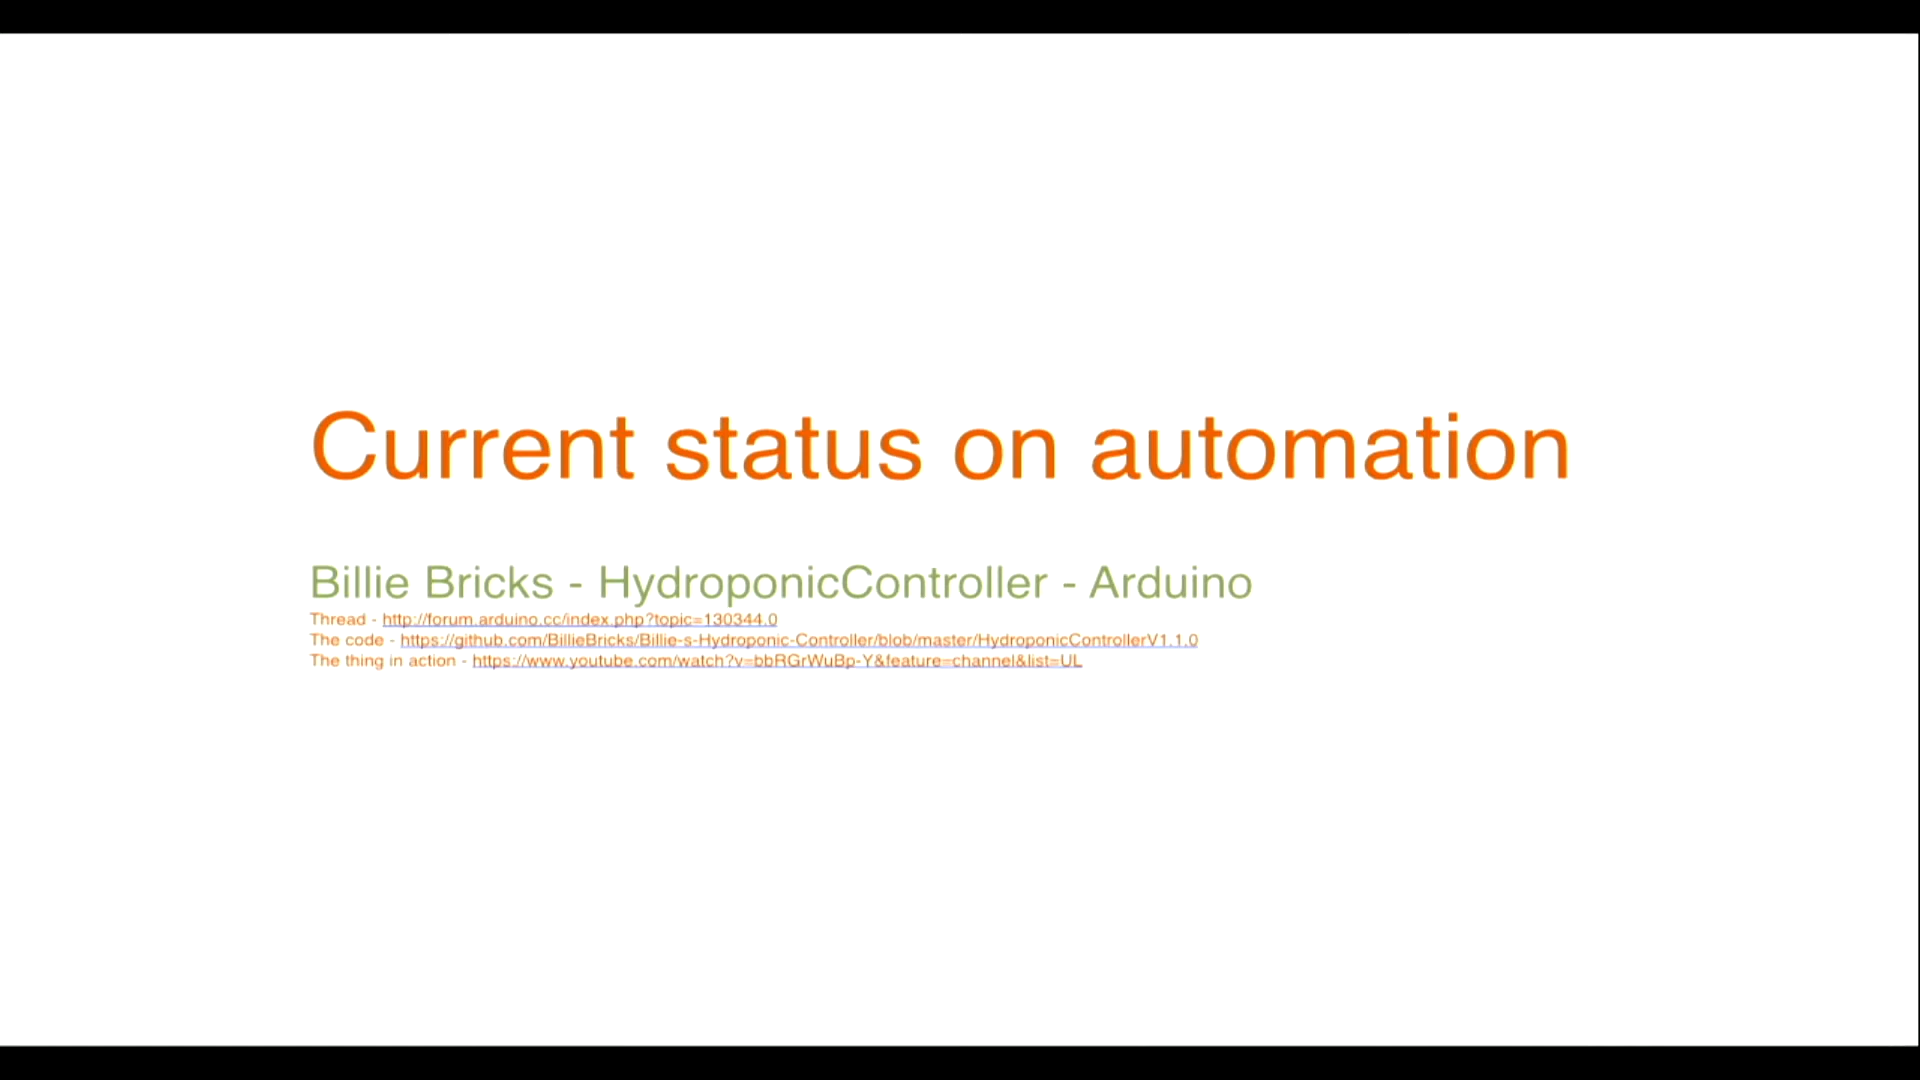 Current status on automation
Billie Bricks - HydroponicController - Arduino
Thread - http://forum.arduino.cc/index.php?topic=130344.0
The code - https://github.com/BillieBricks/Billie-s-Hydroponic-Controller/blob/master/HydroponicControllerV1.1.0
The thing in action - https://www.youtube.com/watch?v=bbRGrWuBp-Y&feature=channel&list=UL